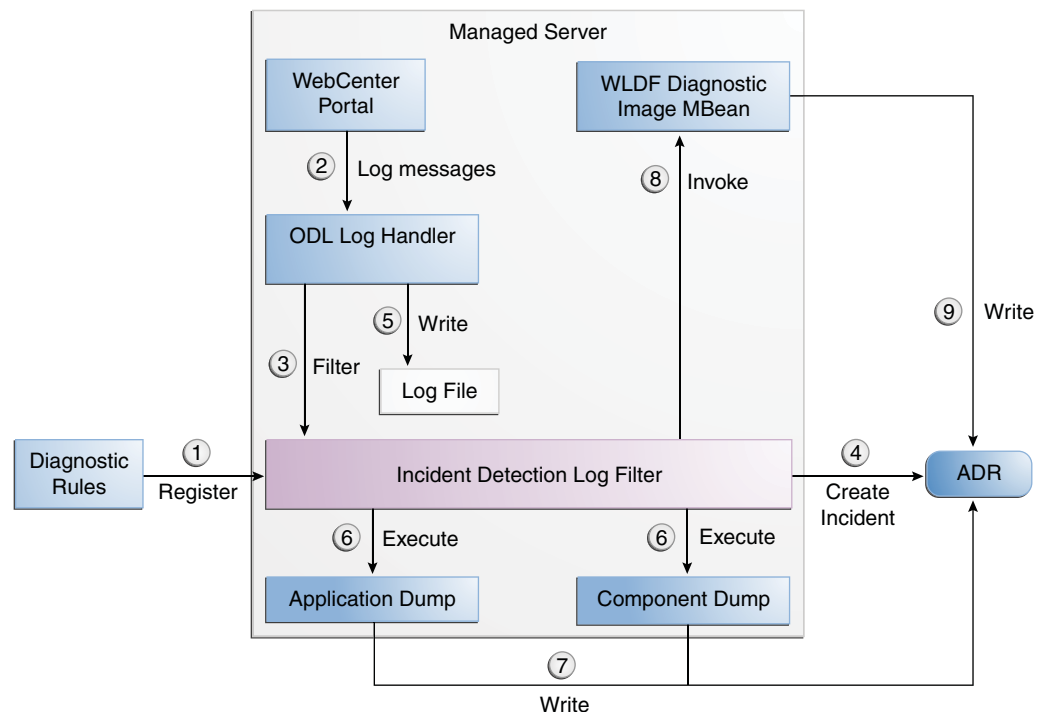 Managed Server
WebCenter
Portal
WLDF Diagnostic
Image MBean
2
Log messages
8
Invoke
ODL Log Handler
5
Write
9
Write
3
Filter
Log File
Diagnostic
Rules
1
Register
Incident Detection Log Filter
4
Create
Incident
ADR
6
Execute
6
Execute
Application Dump
Component Dump
7
Write